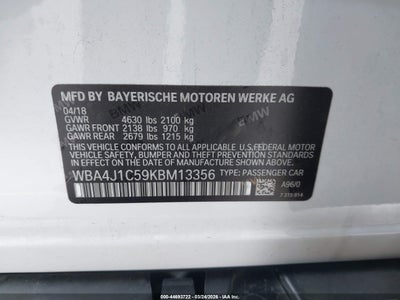 MFD BY BAYERISCHE MOTOREN WERKE AG
04/18
GVWR 4630 lbs 2100 kg
GAWR FRONT 2138 lbs 970 kg
GAWR REAR 2679 lbs 1215 kg
THIS VEHICLE CONFORMS TO ALL APPLICABLE
FEDERAL MOTOR VEHICLE SAFETY, BUMPER,
AND THEFT PREVENTION STANDARDS IN EFFECT
ON THE DATE OF MANUFACTURE SHOWN ABOVE.
WBA4J1C59KBM13356
TYPE: PASSENGER CAR
A96/0
©-44693722 - 03/24/2026 - © IAA